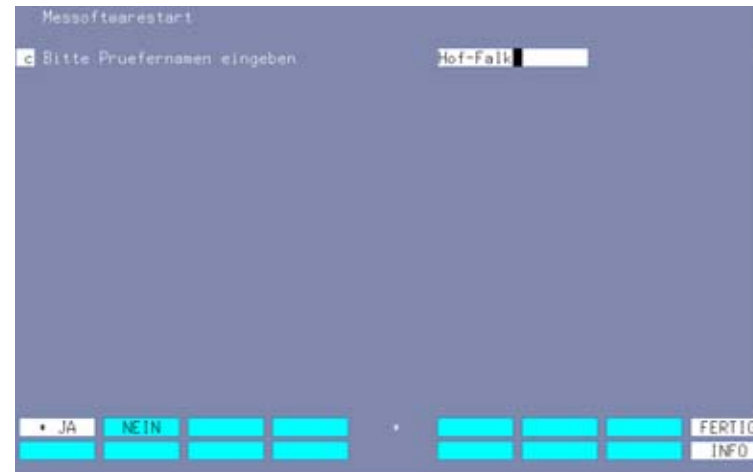 Messoftwarestart
c Bitte Pruefernamen eingeben Hof-Falk
* JA NEIN * FERTIG
INFO